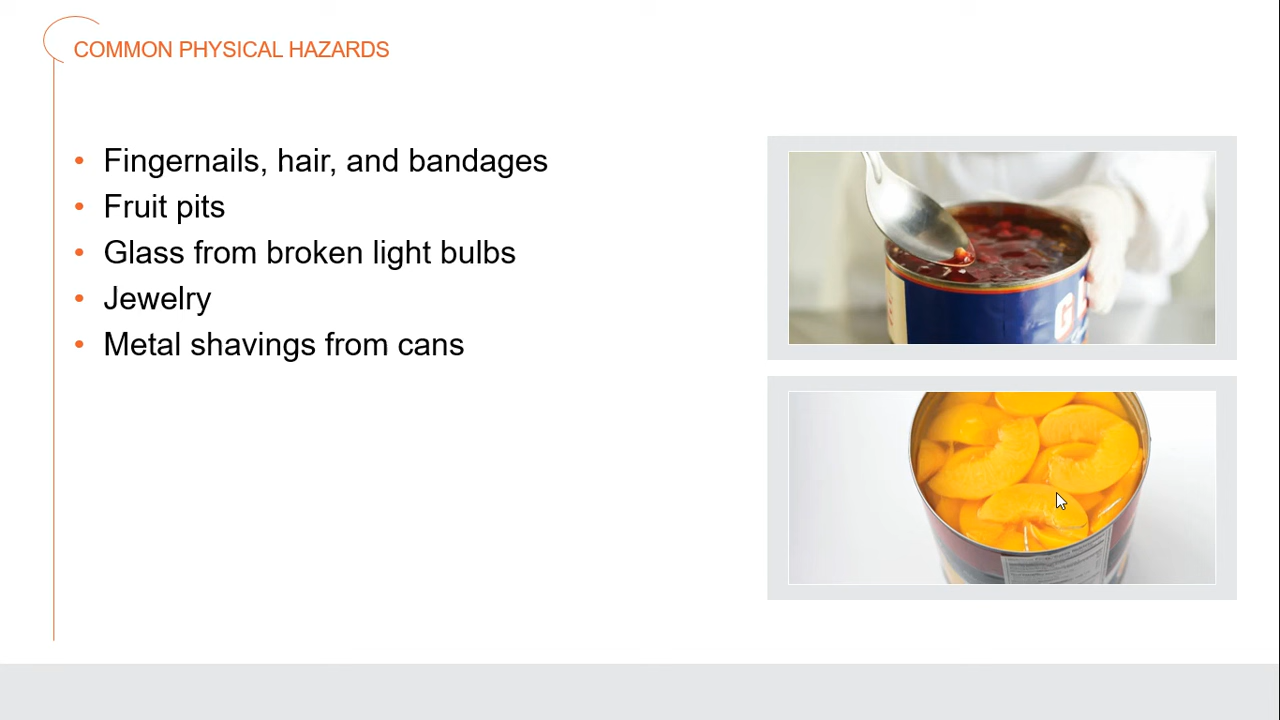 COMMON PHYSICAL HAZARDS
• Fingernails, hair, and bandages
• Fruit pits
• Glass from broken light bulbs
• Jewelry
• Metal shavings from cans